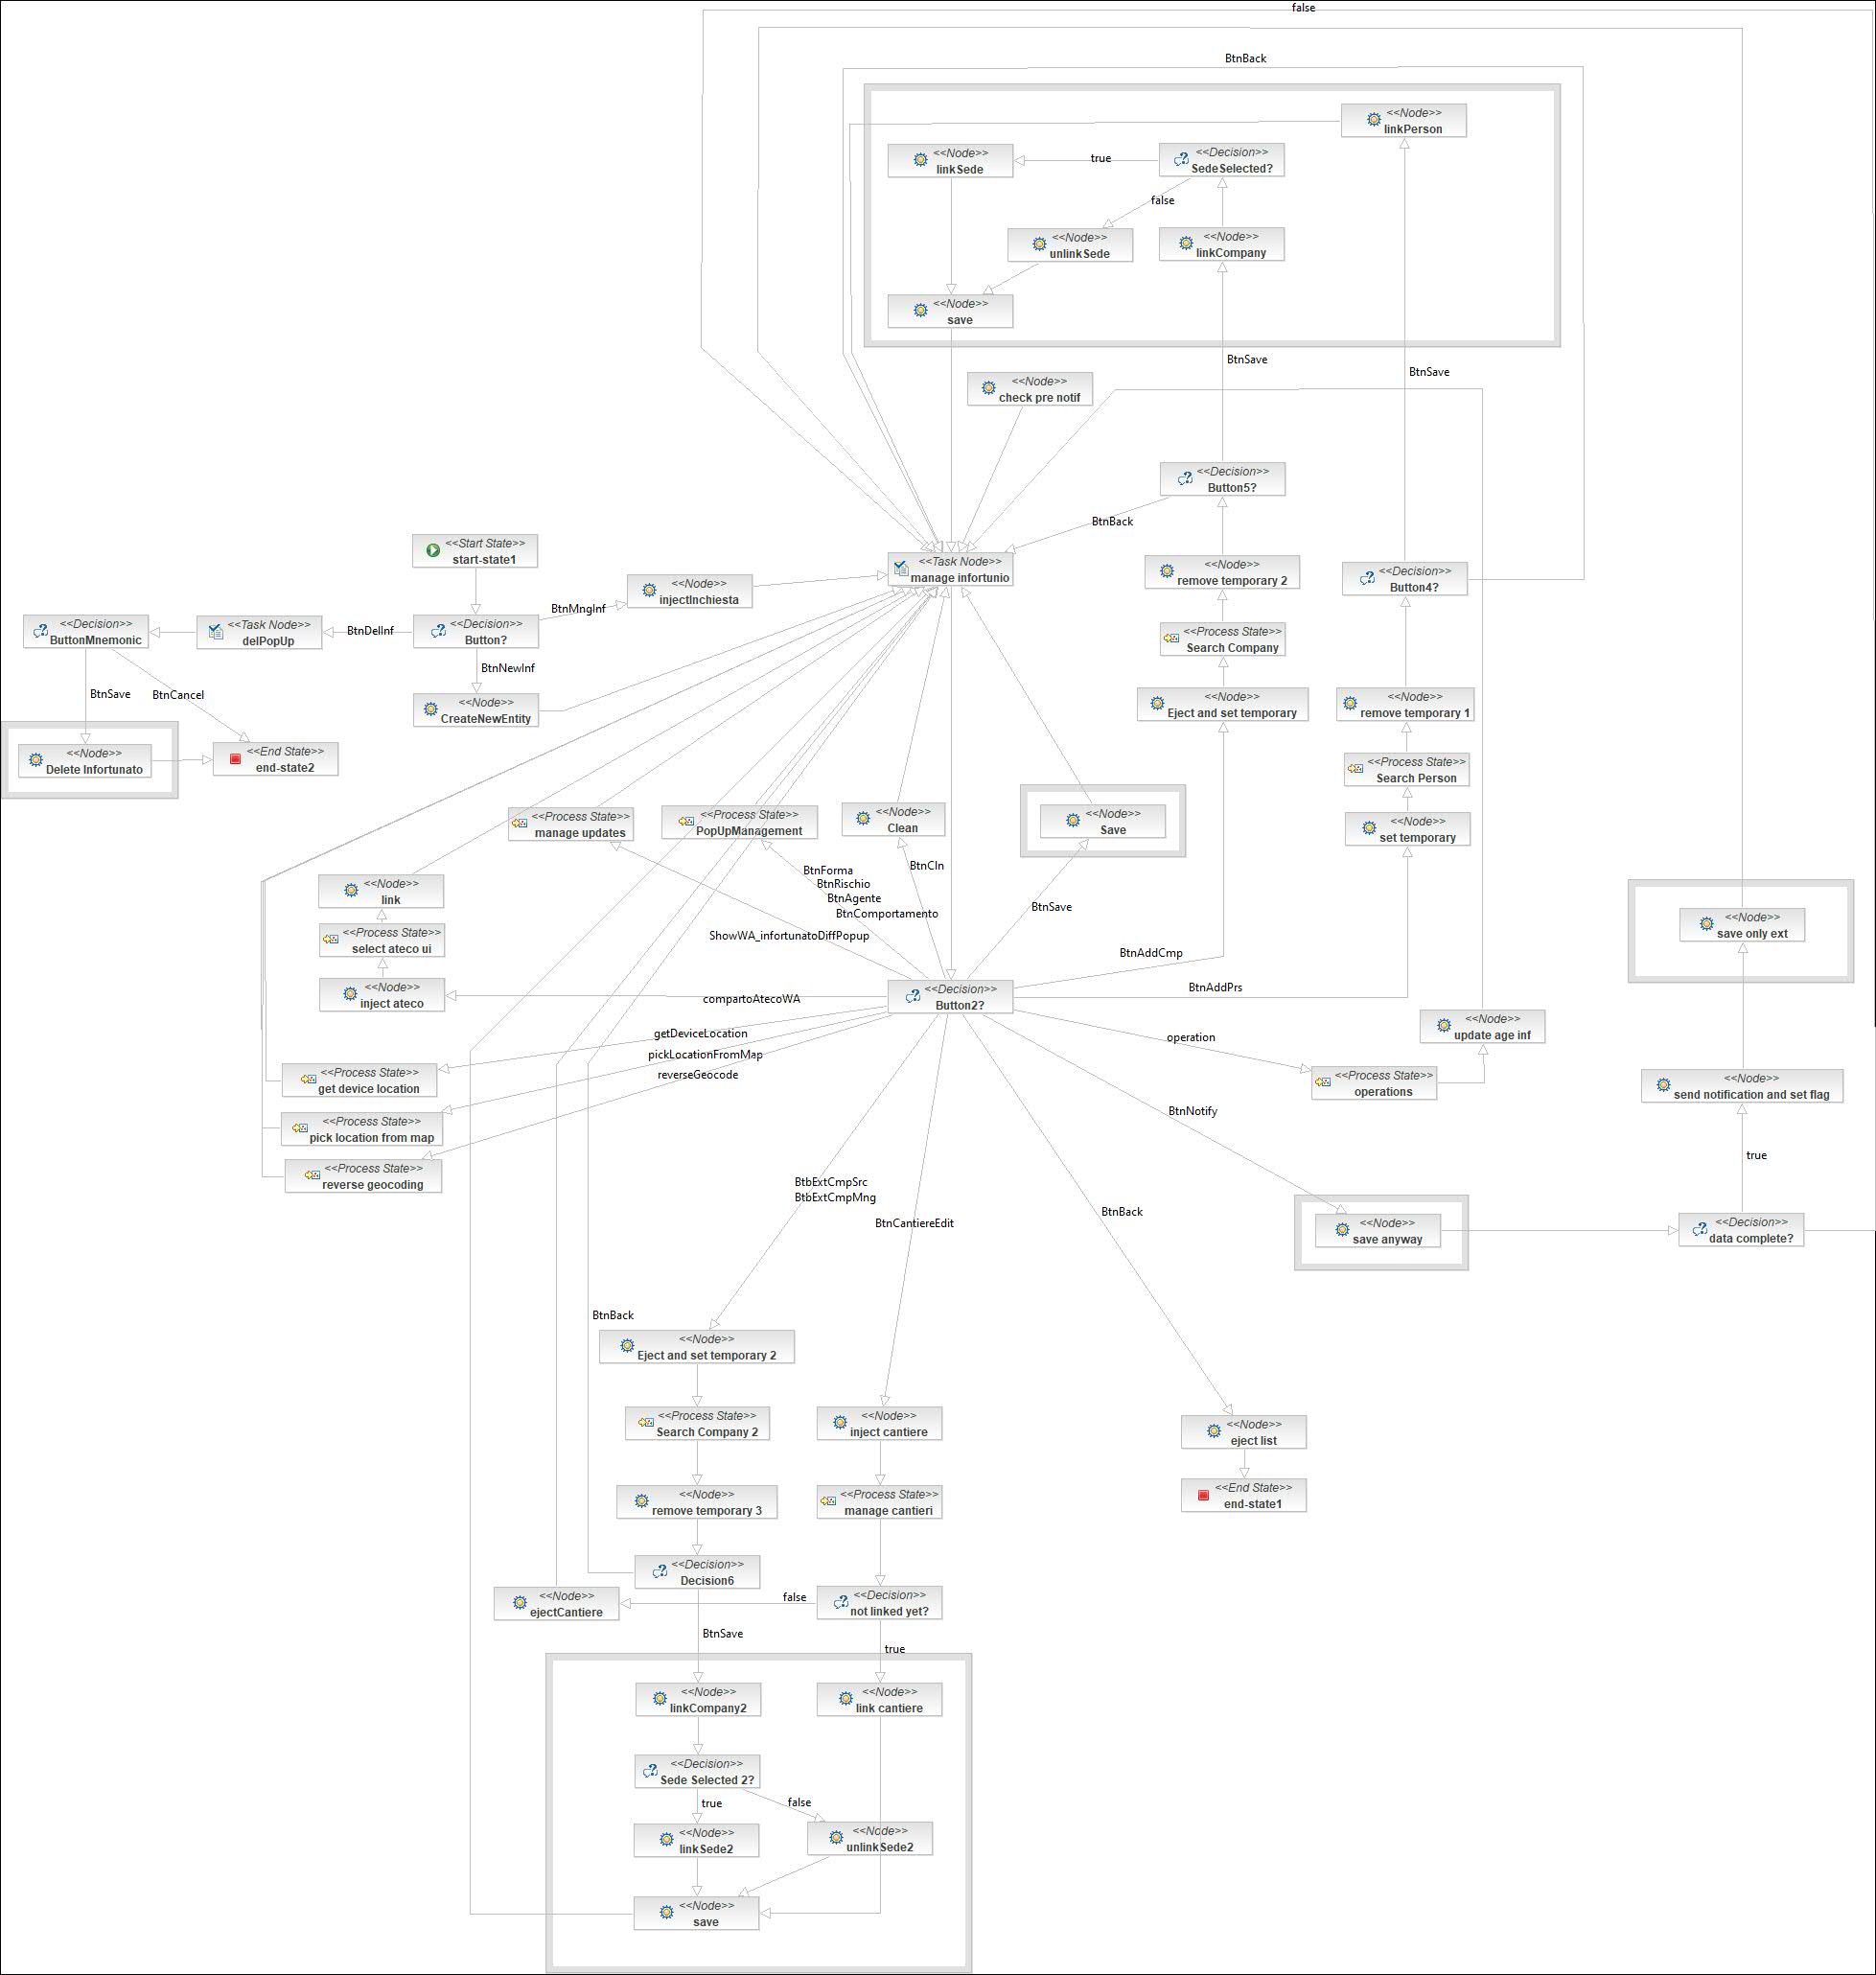 false
BtnBack
<<Node>>
linkPerson
<<Node>>
linkSede
true
<<Decision>>
SedeSelected?
false
<<Node>>
unlinkSede
<<Node>>
linkCompany
<<Node>>
save
BtnSave
BtnSave
<<Node>>
check pre notif
<<Decision>>
Button5?
BtnBack
<<Start State>>
start-state1
<<Task Node>>
manage infortunio
<<Node>>
remove temporary 2
<<Decision>>
Button4?
<<Node>>
injectInchiesta
BtnMngInf
<<Decision>>
ButtonMnemonic
<<Task Node>>
delPopUp
BtnDelInf
<<Decision>>
Button?
<<Process State>>
Search Company
BtnNewInf
BtnSave
BtnCancel
<<Node>>
CreateNewEntity
<<Node>>
Eject and set temporary
<<Node>>
remove temporary 1
<<Node>>
Delete Infortunato
<<End State>>
end-state2
<<Process State>>
Search Person
<<Process State>>
manage updates
<<Process State>>
PopUpManagement
<<Node>>
Clean
<<Node>>
Save
<<Node>>
set temporary
BtnForma
BtnRischio
BtnAgente
BtnComportamento
BtnCln
BtnSave
<<Node>>
link
<<Node>>
save only ext
ShowWA_infortunatoDiffPopup
<<Process State>>
select ateco ui
BtnAddCmp
<<Node>>
inject ateco
compartoAtecoWA
<<Decision>>
Button2?
BtnAddPrs
getDeviceLocation
pickLocationFromMap
reverseGeocode
operation
<<Node>>
update age inf
<<Process State>>
get device location
<<Process State>>
operations
<<Node>>
send notification and set flag
<<Process State>>
pick location from map
BtnNotify
<<Process State>>
reverse geocoding
true
BtbExtCmpSrc
BtbExtCmpMng
BtnCantiereEdit
BtnBack
<<Node>>
save anyway
<<Decision>>
data complete?
BtnBack
<<Node>>
Eject and set temporary 2
<<Process State>>
Search Company 2
<<Node>>
inject cantiere
<<Node>>
eject list
<<Node>>
remove temporary 3
<<Process State>>
manage cantieri
<<End State>>
end-state1
<<Decision>>
Decision6
<<Node>>
ejectCantiere
false
<<Decision>>
not linked yet?
BtnSave
true
<<Node>>
linkCompany2
<<Node>>
link cantiere
<<Decision>>
Sede Selected 2?
true
false
<<Node>>
linkSede2
<<Node>>
unlinkSede2
<<Node>>
save